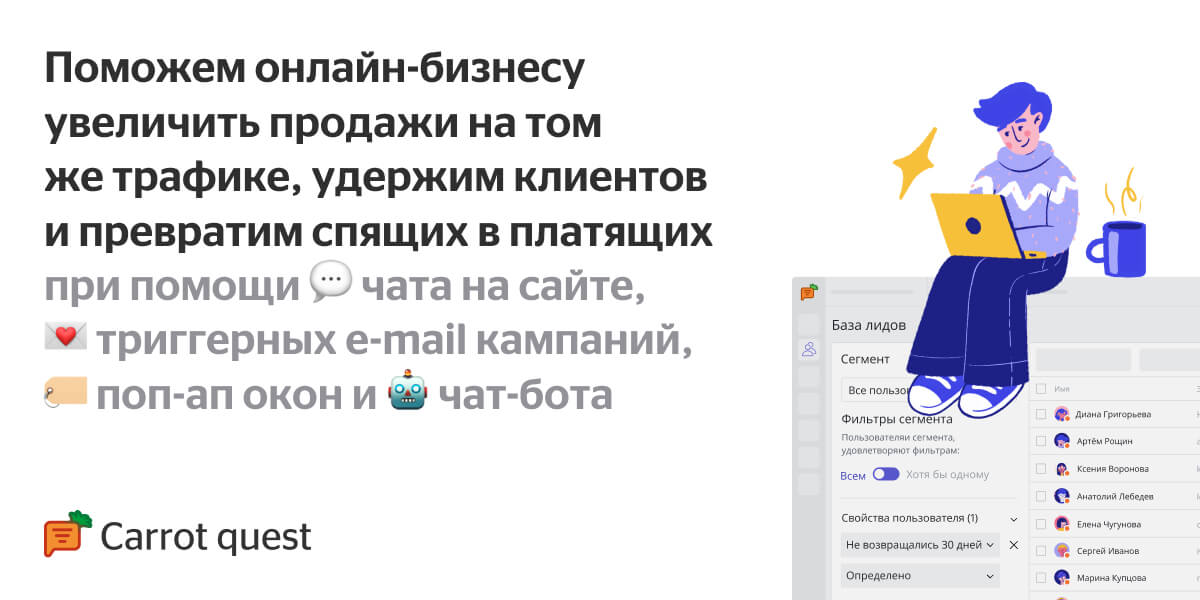 Поможем онлайн-бизнесу
увеличить продажи на том
же трафике, удержим клиентов
и превратим спящих в платящих
при помощи 💬 чата на сайте,
💌 триггерных e-mail кампаний,
поп-ап окон и 🤖 чат-бота
Carrot quest
База лидов
Сегмент
Все пользо
Фильтры сегмента
Пользователяи сегмента,
удовлетворяют фильтрам:
Всем Хотя бы одному
Свойства пользователя (1)
Не возвращались 30 дней
Определено
Имя
Диана Григорьева
Артём Рощин
Ксения Воронова
Анатолий Лебедев
Елена Чугунова
Сергей Иванов
Марина Купцова